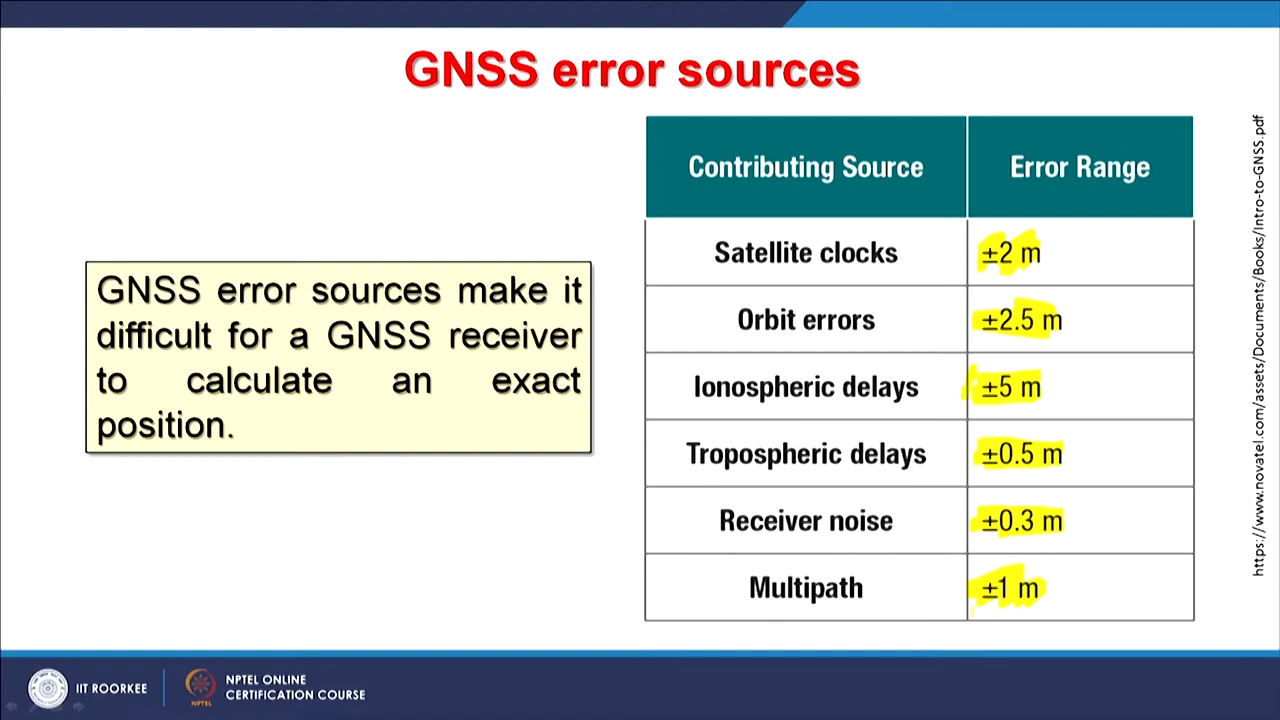 GNSS error sources
GNSS error sources make it
difficult for a GNSS receiver
to calculate an exact
position.
Contributing Source Error Range
Satellite clocks ±2 m
Orbit errors ±2.5 m
Ionospheric delays ±5 m
Tropospheric delays ±0.5 m
Receiver noise ±0.3 m
Multipath ±1 m
https://www.novatel.com/assets/Documents/Books/Intro-to-GNSS.pdf
IIT ROORKEE
NPTEL
NPTEL ONLINE
CERTIFICATION COURSE